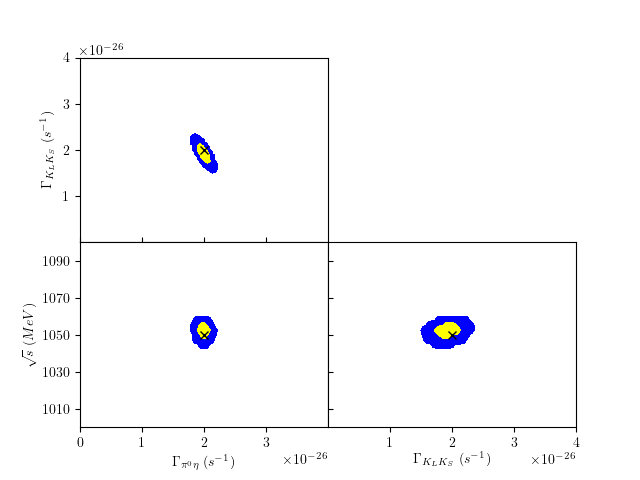 ×10⁻²⁶
4
3
2
1
Γ_{K_L K_S} (s⁻¹)
1090
1070
1050
1030
1010
√s (MeV)
0 1 2 3
×10⁻²⁶
Γ_{π⁰η} (s⁻¹)
1 2 3 4
×10⁻²⁶
Γ_{K_L K_S} (s⁻¹)